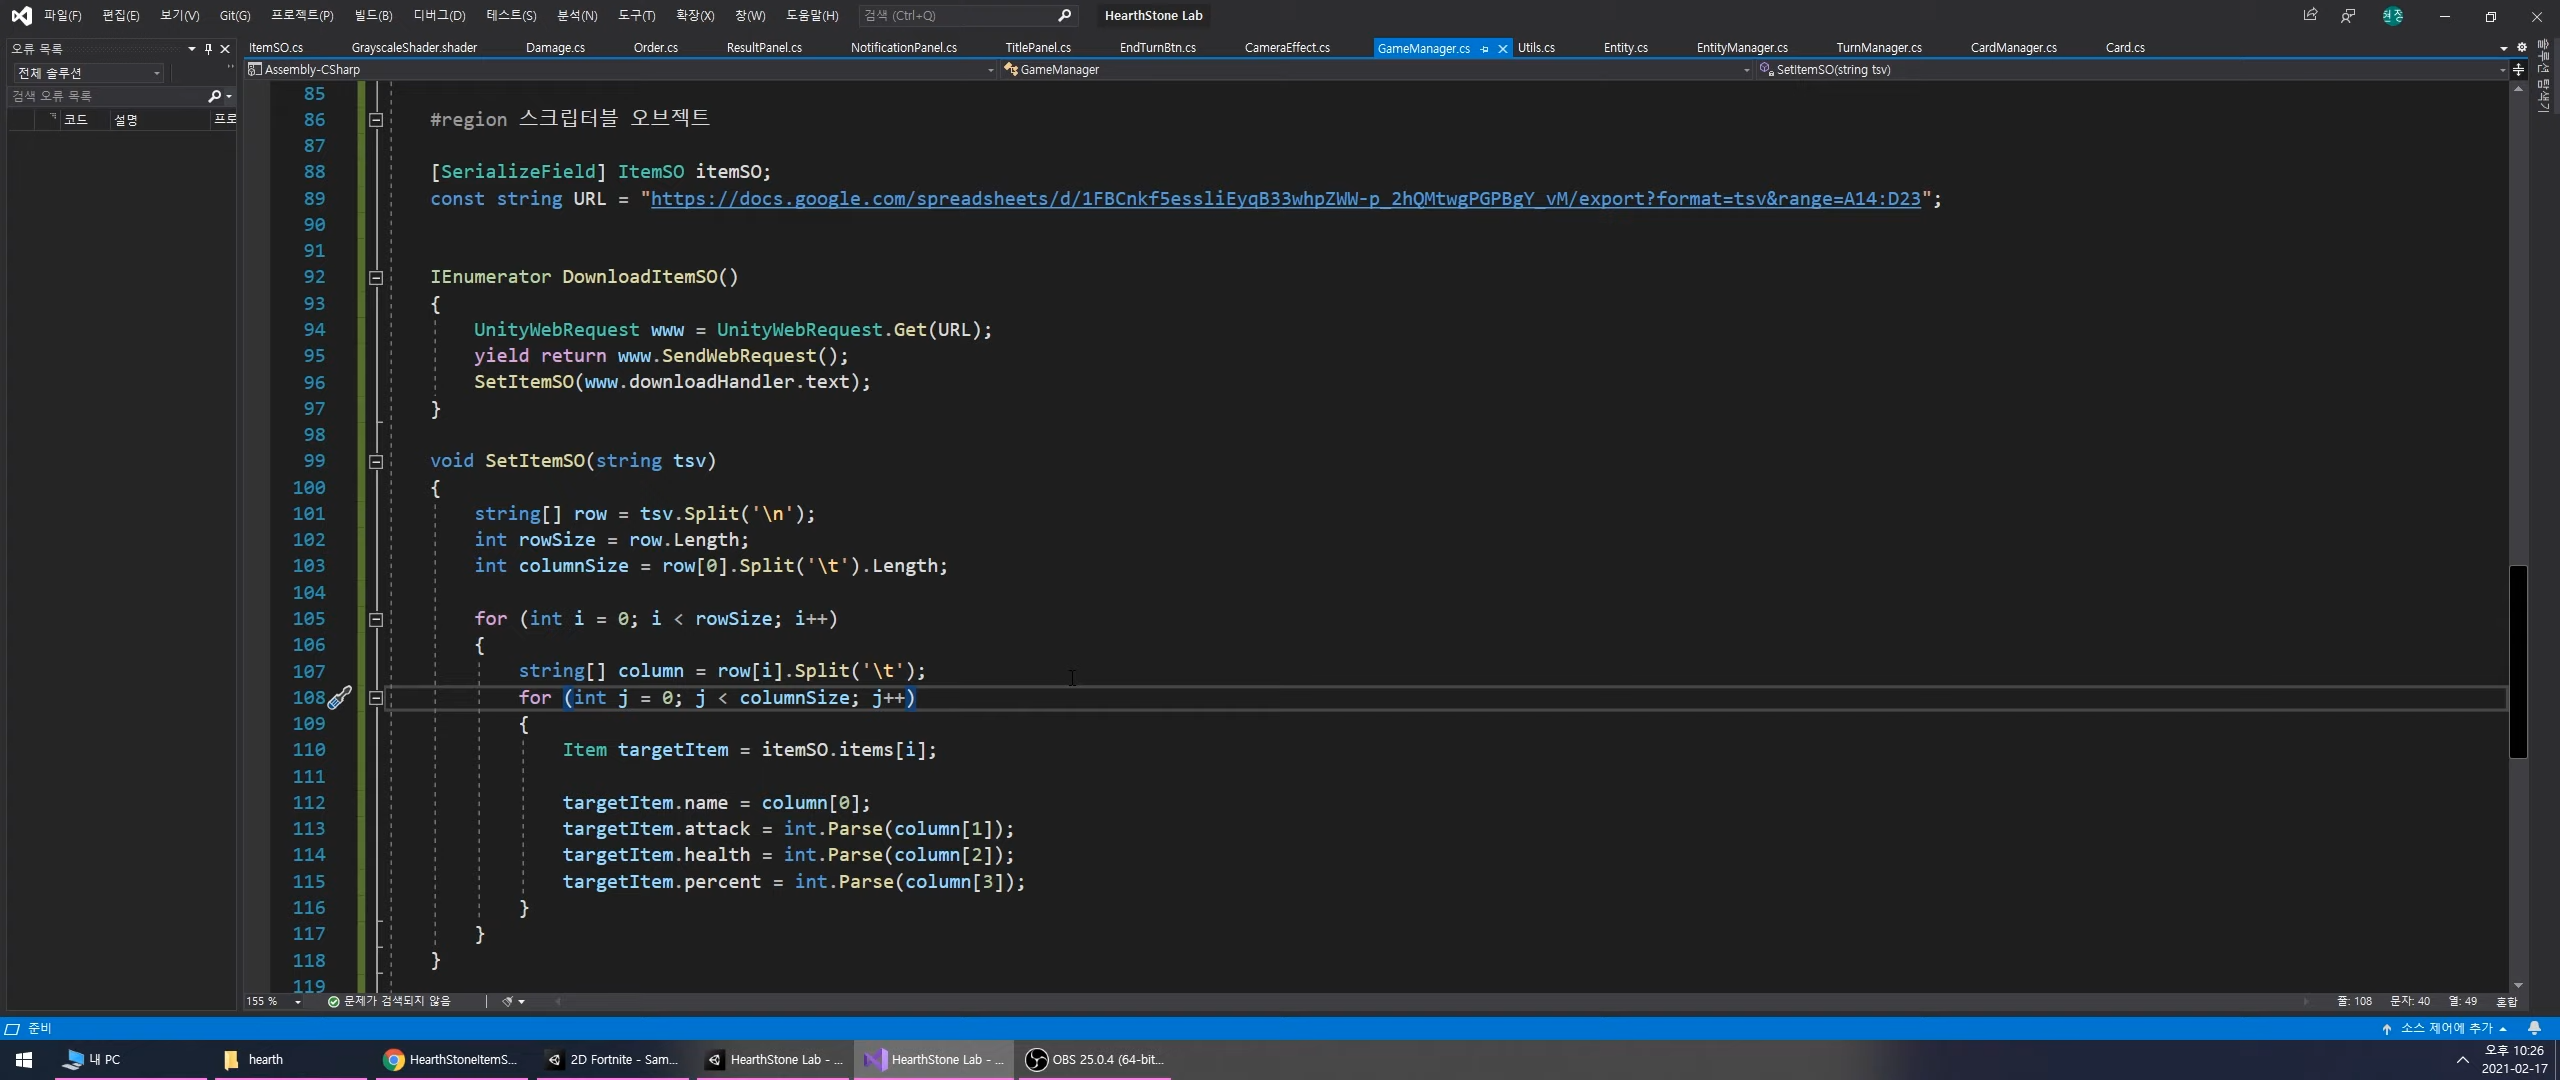 파일(F) 편집(E) 보기(V) Git(G) 프로젝트(P) 빌드(B) 디버그(D) 테스트(S) 분석(N) 도구(T) 확장(X) 창(W) 도움말(H) 검색 (Ctrl+Q) HearthStone Lab 현정
오류 목록
ItemSO.cs GrayscaleShader.shader Damage.cs Order.cs ResultPanel.cs NotificationPanel.cs TitlePanel.cs EndTurnBtn.cs CameraEffect.cs GameManager.cs Utils.cs Entity.cs EntityManager.cs TurnManager.cs CardManager.cs Card.cs
전체 솔루션
Assembly-CSharp GameManager SetItemSO(string tsv)
검색 오류 목록
코드 설명 프로
솔루션 탐색기
85
86 #region 스크립터블 오브젝트
87
88 [SerializeField] ItemSO itemSO;
89 const string URL = "https://docs.google.com/spreadsheets/d/1FBCnkf5essliEyqB33whpZWW-p_2hQMtwgPGPBgY_vM/export?format=tsv&range=A14:D23";
90
91
92 IEnumerator DownloadItemSO()
93 {
94 UnityWebRequest www = UnityWebRequest.Get(URL);
95 yield return www.SendWebRequest();
96 SetItemSO(www.downloadHandler.text);
97 }
98
99 void SetItemSO(string tsv)
100 {
101 string[] row = tsv.Split('\n');
102 int rowSize = row.Length;
103 int columnSize = row[0].Split('\t').Length;
104
105 for (int i = 0; i < rowSize; i++)
106 {
107 string[] column = row[i].Split('\t');
108 for (int j = 0; j < columnSize; j++)
109 {
110 Item targetItem = itemSO.items[i];
111
112 targetItem.name = column[0];
113 targetItem.attack = int.Parse(column[1]);
114 targetItem.health = int.Parse(column[2]);
115 targetItem.percent = int.Parse(column[3]);
116 }
117 }
118 }
119
155 % 문제가 검색되지 않음 줄: 108 문자: 40 열: 49 혼합
준비 소스 제어에 추가
내 PC hearth HearthStoneItemS... 2D Fortnite - Sam... HearthStone Lab - ... HearthStone Lab - ... OBS 25.0.4 (64-bit...
오후 10:26
2021-02-17